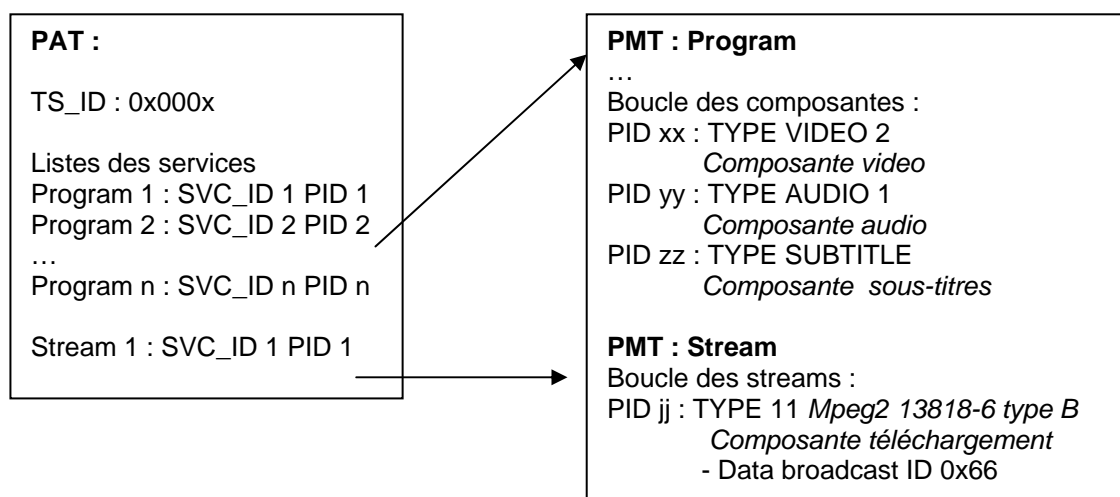 PAT :
TS_ID : 0x000x
Listes des services
Program 1 : SVC_ID 1 PID 1
Program 2 : SVC_ID 2 PID 2
…
Program n : SVC_ID n PID n
Stream 1 : SVC_ID 1 PID 1
PMT : Program
…
Boucle des composantes :
PID xx : TYPE VIDEO 2
Composante video
PID yy : TYPE AUDIO 1
Composante audio
PID zz : TYPE SUBTITLE
Composante sous-titres
PMT : Stream
Boucle des streams :
PID jj : TYPE 11 Mpeg2 13818-6 type B
Composante téléchargement
- Data broadcast ID 0x66